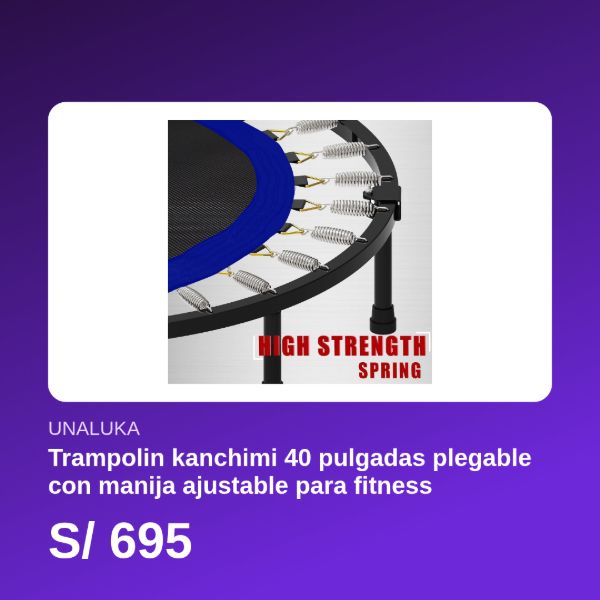 HIGH STRENGTH
SPRING
UNALUKA
Trampolin kanchimi 40 pulgadas plegable
con manija ajustable para fitness
S/ 695